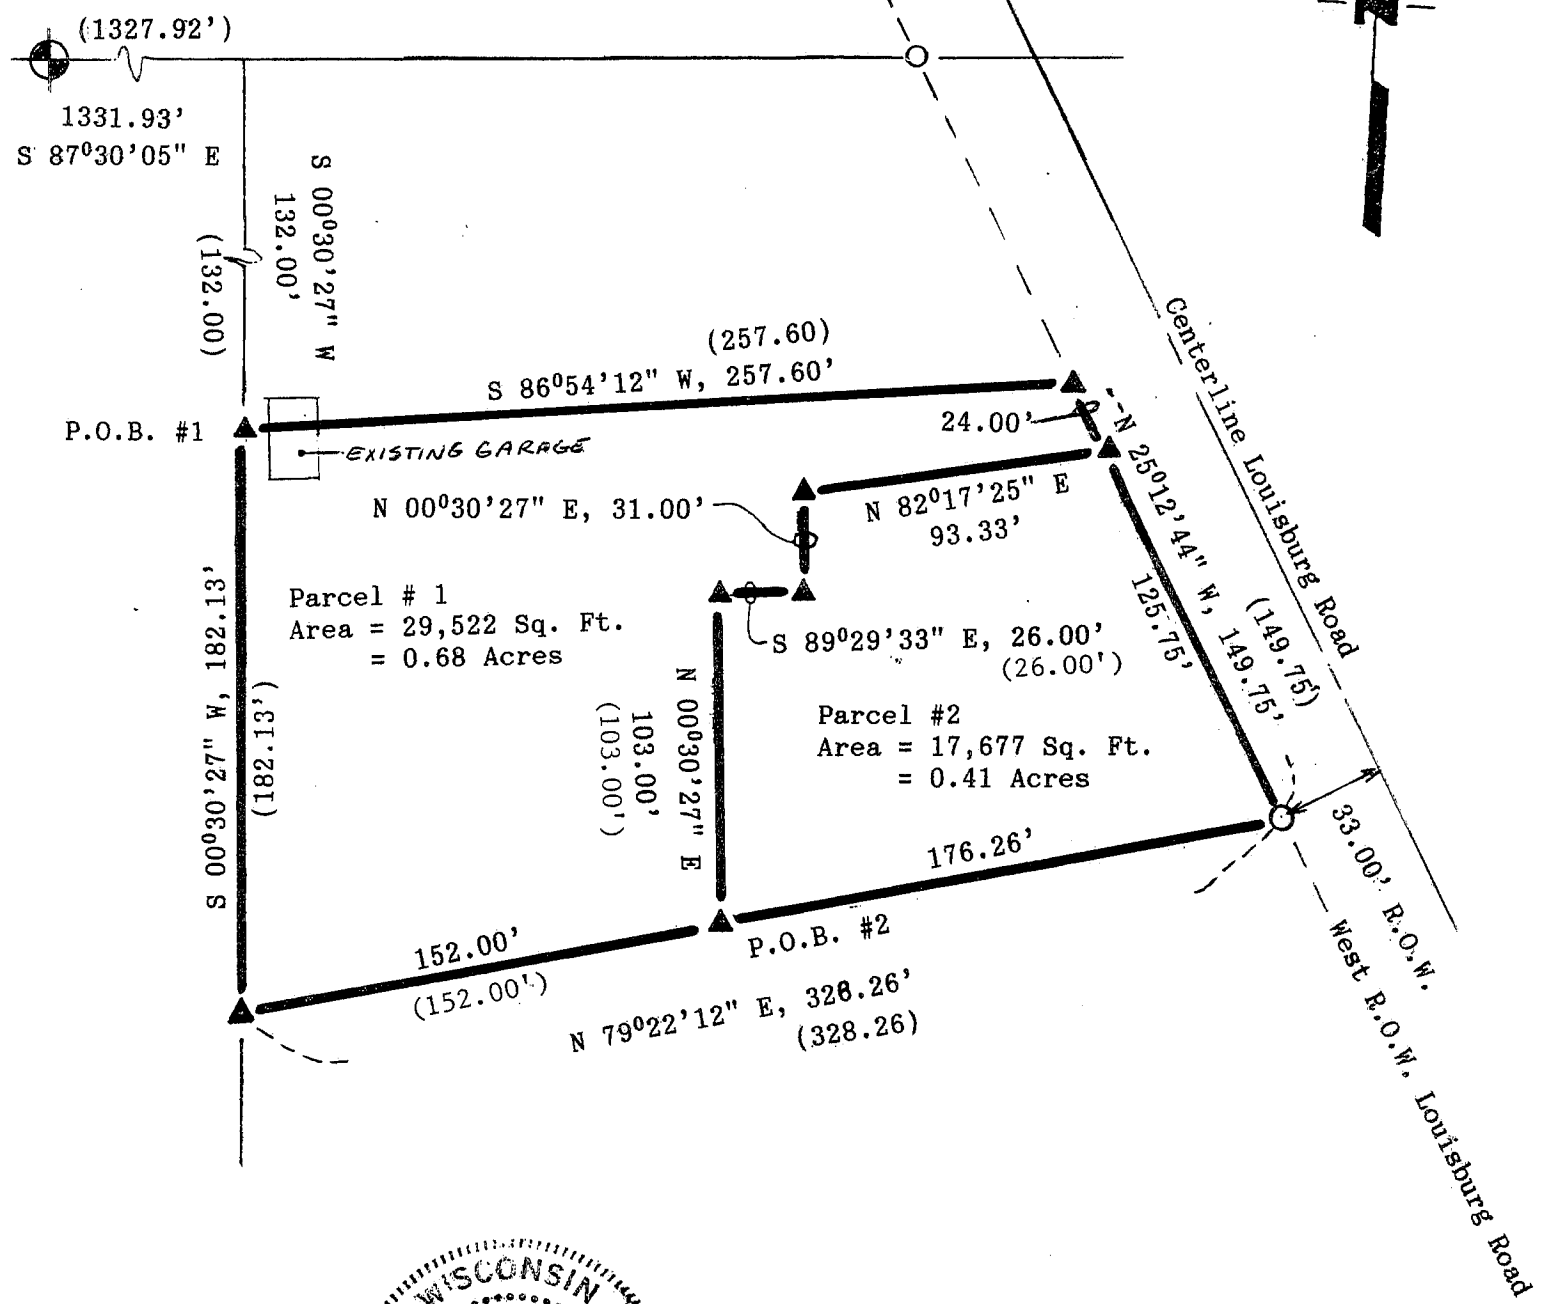 (1327.92')
1331.93'
S 87°30'05" E
S 00°30'27" W
132.00'
(132.00)
(257.60)
S 86°54'12" W, 257.60'
P.O.B. #1
EXISTING GARAGE
24.00'
N 25°12'44" W, 149.75'
(149.75')
125.75'
Centerline Louisburg Road
N 00°30'27" E, 31.00'
N 82°17'25" E
93.33'
Parcel # 1
Area = 29,522 Sq. Ft.
= 0.68 Acres
S 89°29'33" E, 26.00'
(26.00')
S 00°30'27" W, 182.13'
(182.13')
N 00°30'27" E
103.00'
(103.00')
Parcel #2
Area = 17,677 Sq. Ft.
= 0.41 Acres
33.00' R.O.W.
176.26'
P.O.B. #2
152.00'
(152.00')
N 79°22'12" E, 328.26'
(328.26)
West R.O.W. Louisburg Road
WISCONSIN